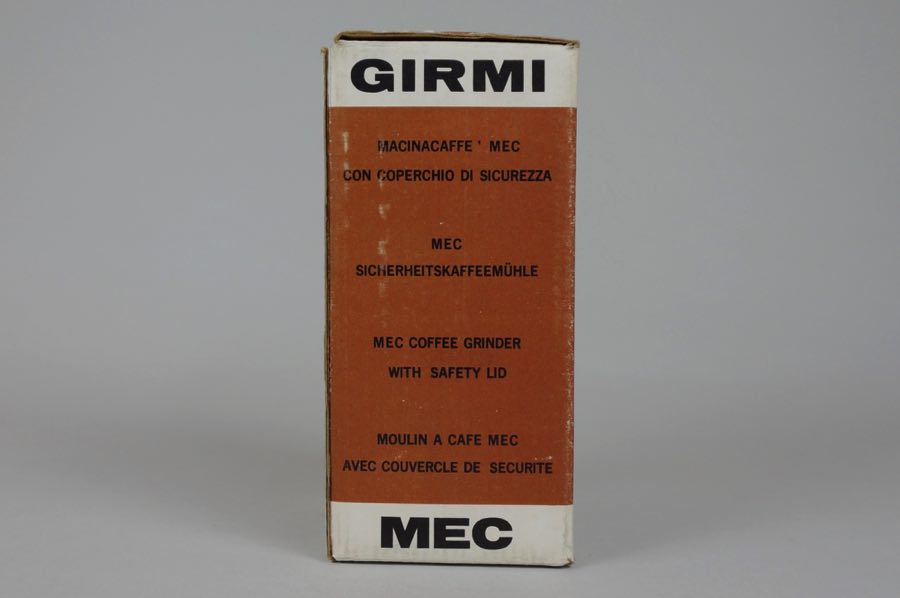 GIRMI
MACINACAFFE' MEC
CON COPERCHIO DI SICUREZZA
MEC
SICHERHEITSKAFFEEMÜHLE
MEC COFFEE GRINDER
WITH SAFETY LID
MOULIN A CAFE MEC
AVEC COUVERCLE DE SECURITE
MEC